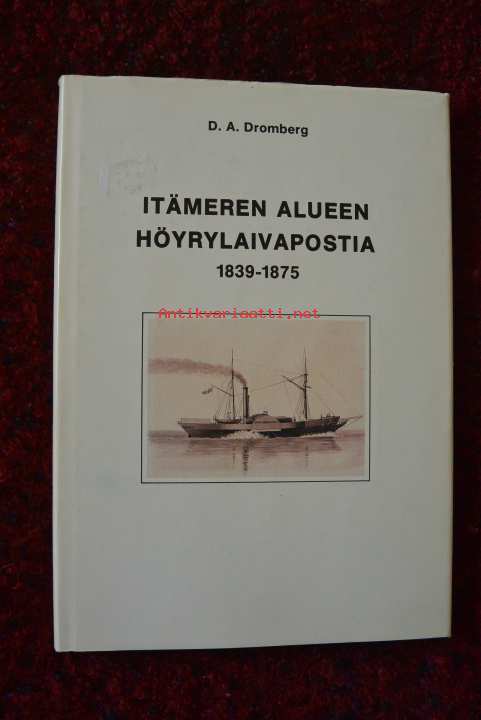 D. A. Dromberg
ITÄMEREN ALUEEN
HÖYRYLAIVAPOSTIA
1839-1875
Antikvariaatti.net